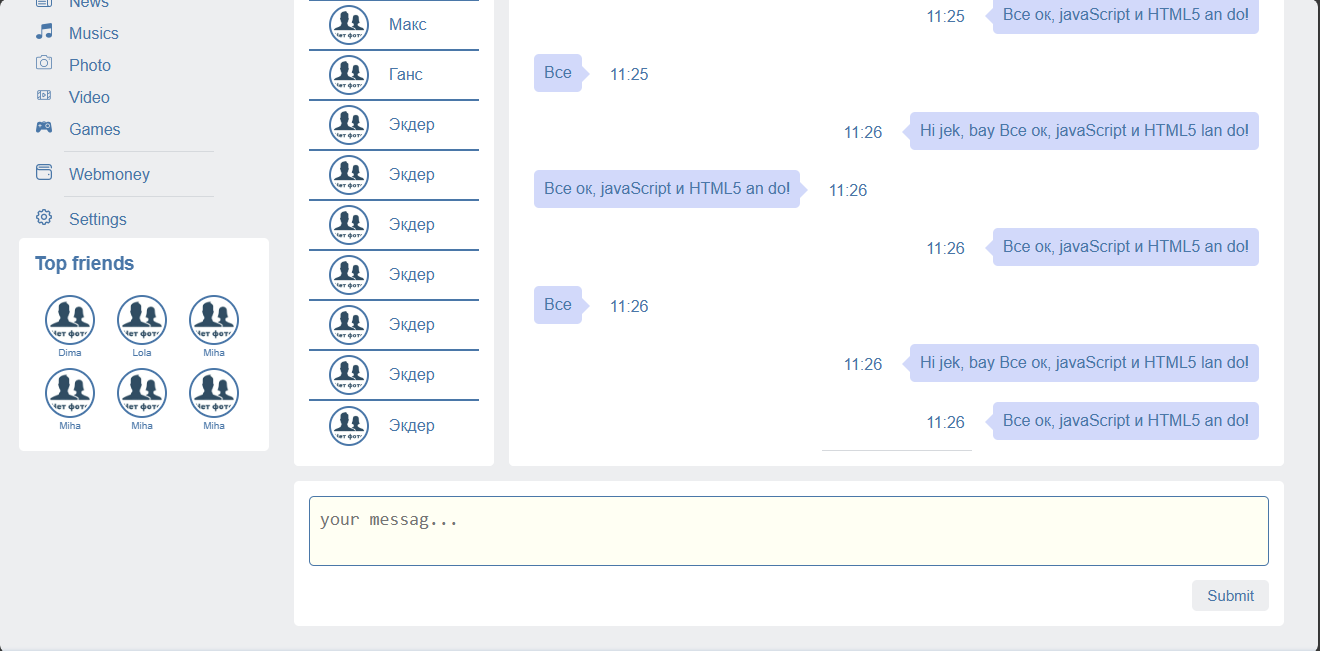 News
Musics
Photo
Video
Games
Webmoney
Settings
Top friends
Нет фото
Dima
Нет фото
Lola
Нет фото
Miha
Нет фото
Miha
Нет фото
Miha
Нет фото
Miha
Нет фото
Макс
Нет фото
Ганс
Нет фото
Экдер
Нет фото
Экдер
Нет фото
Экдер
Нет фото
Экдер
Нет фото
Экдер
Нет фото
Экдер
Нет фото
Экдер
11:25 Все ок, javaScript и HTML5 an do!
Все 11:25
11:26 Hi jek, bay Все ок, javaScript и HTML5 lan do!
Все ок, javaScript и HTML5 an do! 11:26
11:26 Все ок, javaScript и HTML5 an do!
Все 11:26
11:26 Hi jek, bay Все ок, javaScript и HTML5 lan do!
11:26 Все ок, javaScript и HTML5 an do!
your messag...
Submit